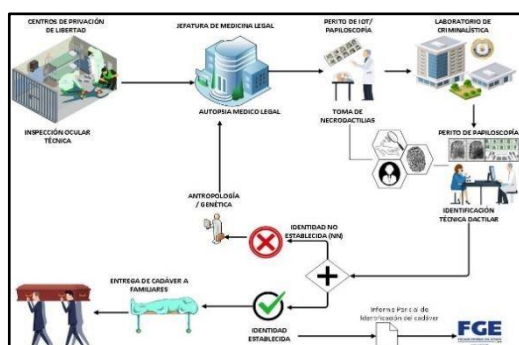 CENTROS DE PRIVACIÓN
DE LIBERTAD
JEFATURA DE MEDICINA LEGAL
PERITO DE IOT/
PAPILOSCOPÍA
LABORATORIO DE
CRIMINALÍSTICA
INSPECCIÓN OCULAR
TÉCNICA
AUTOPSIA MEDICO LEGAL
TOMA DE
NECRODACTILIAS
PERITO DE PAPILOSCOPÍA
IDENTIFICACIÓN
TÉCNICA DACTILAR
ANTROPOLOGÍA
/ GENÉTICA
IDENTIDAD NO
ESTABLECIDA (NN)
ENTREGA DE CADÁVER A
FAMILIARES
IDENTIDAD
ESTABLECIDA
Informe Parcial de
Identificación del cadáver
FGE